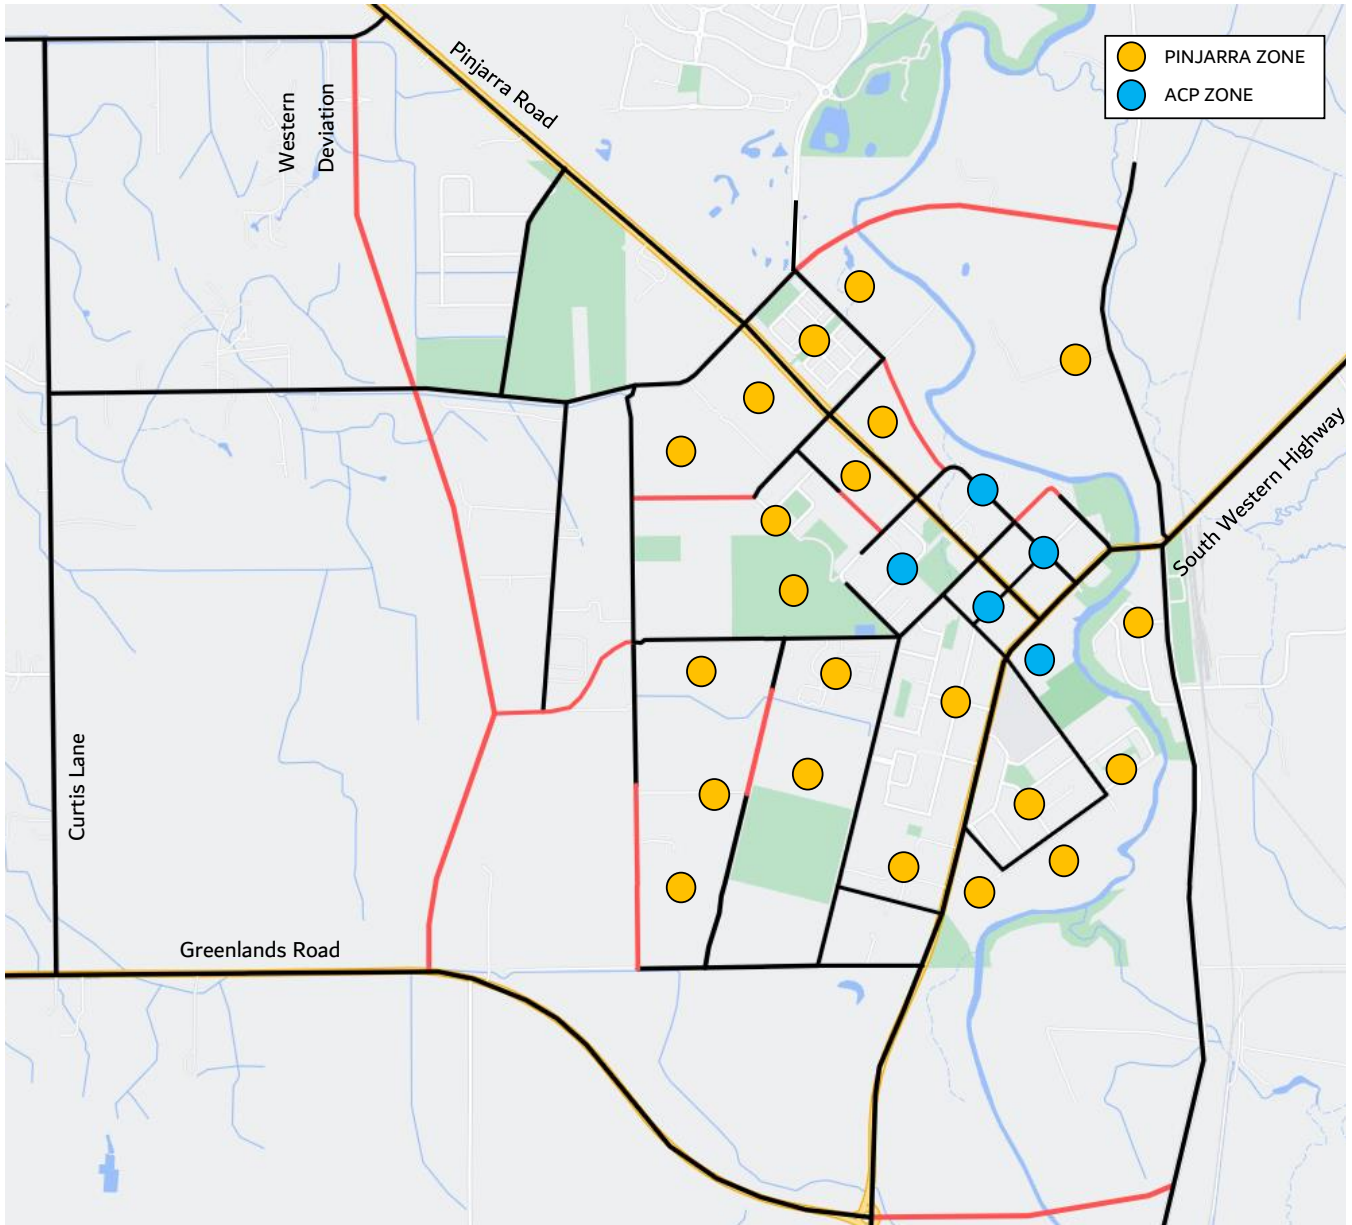 Pinjarra Road
PINJARRA ZONE
ACP ZONE
Western
Deviation
South Western Highway
Curtis Lane
Greenlands Road